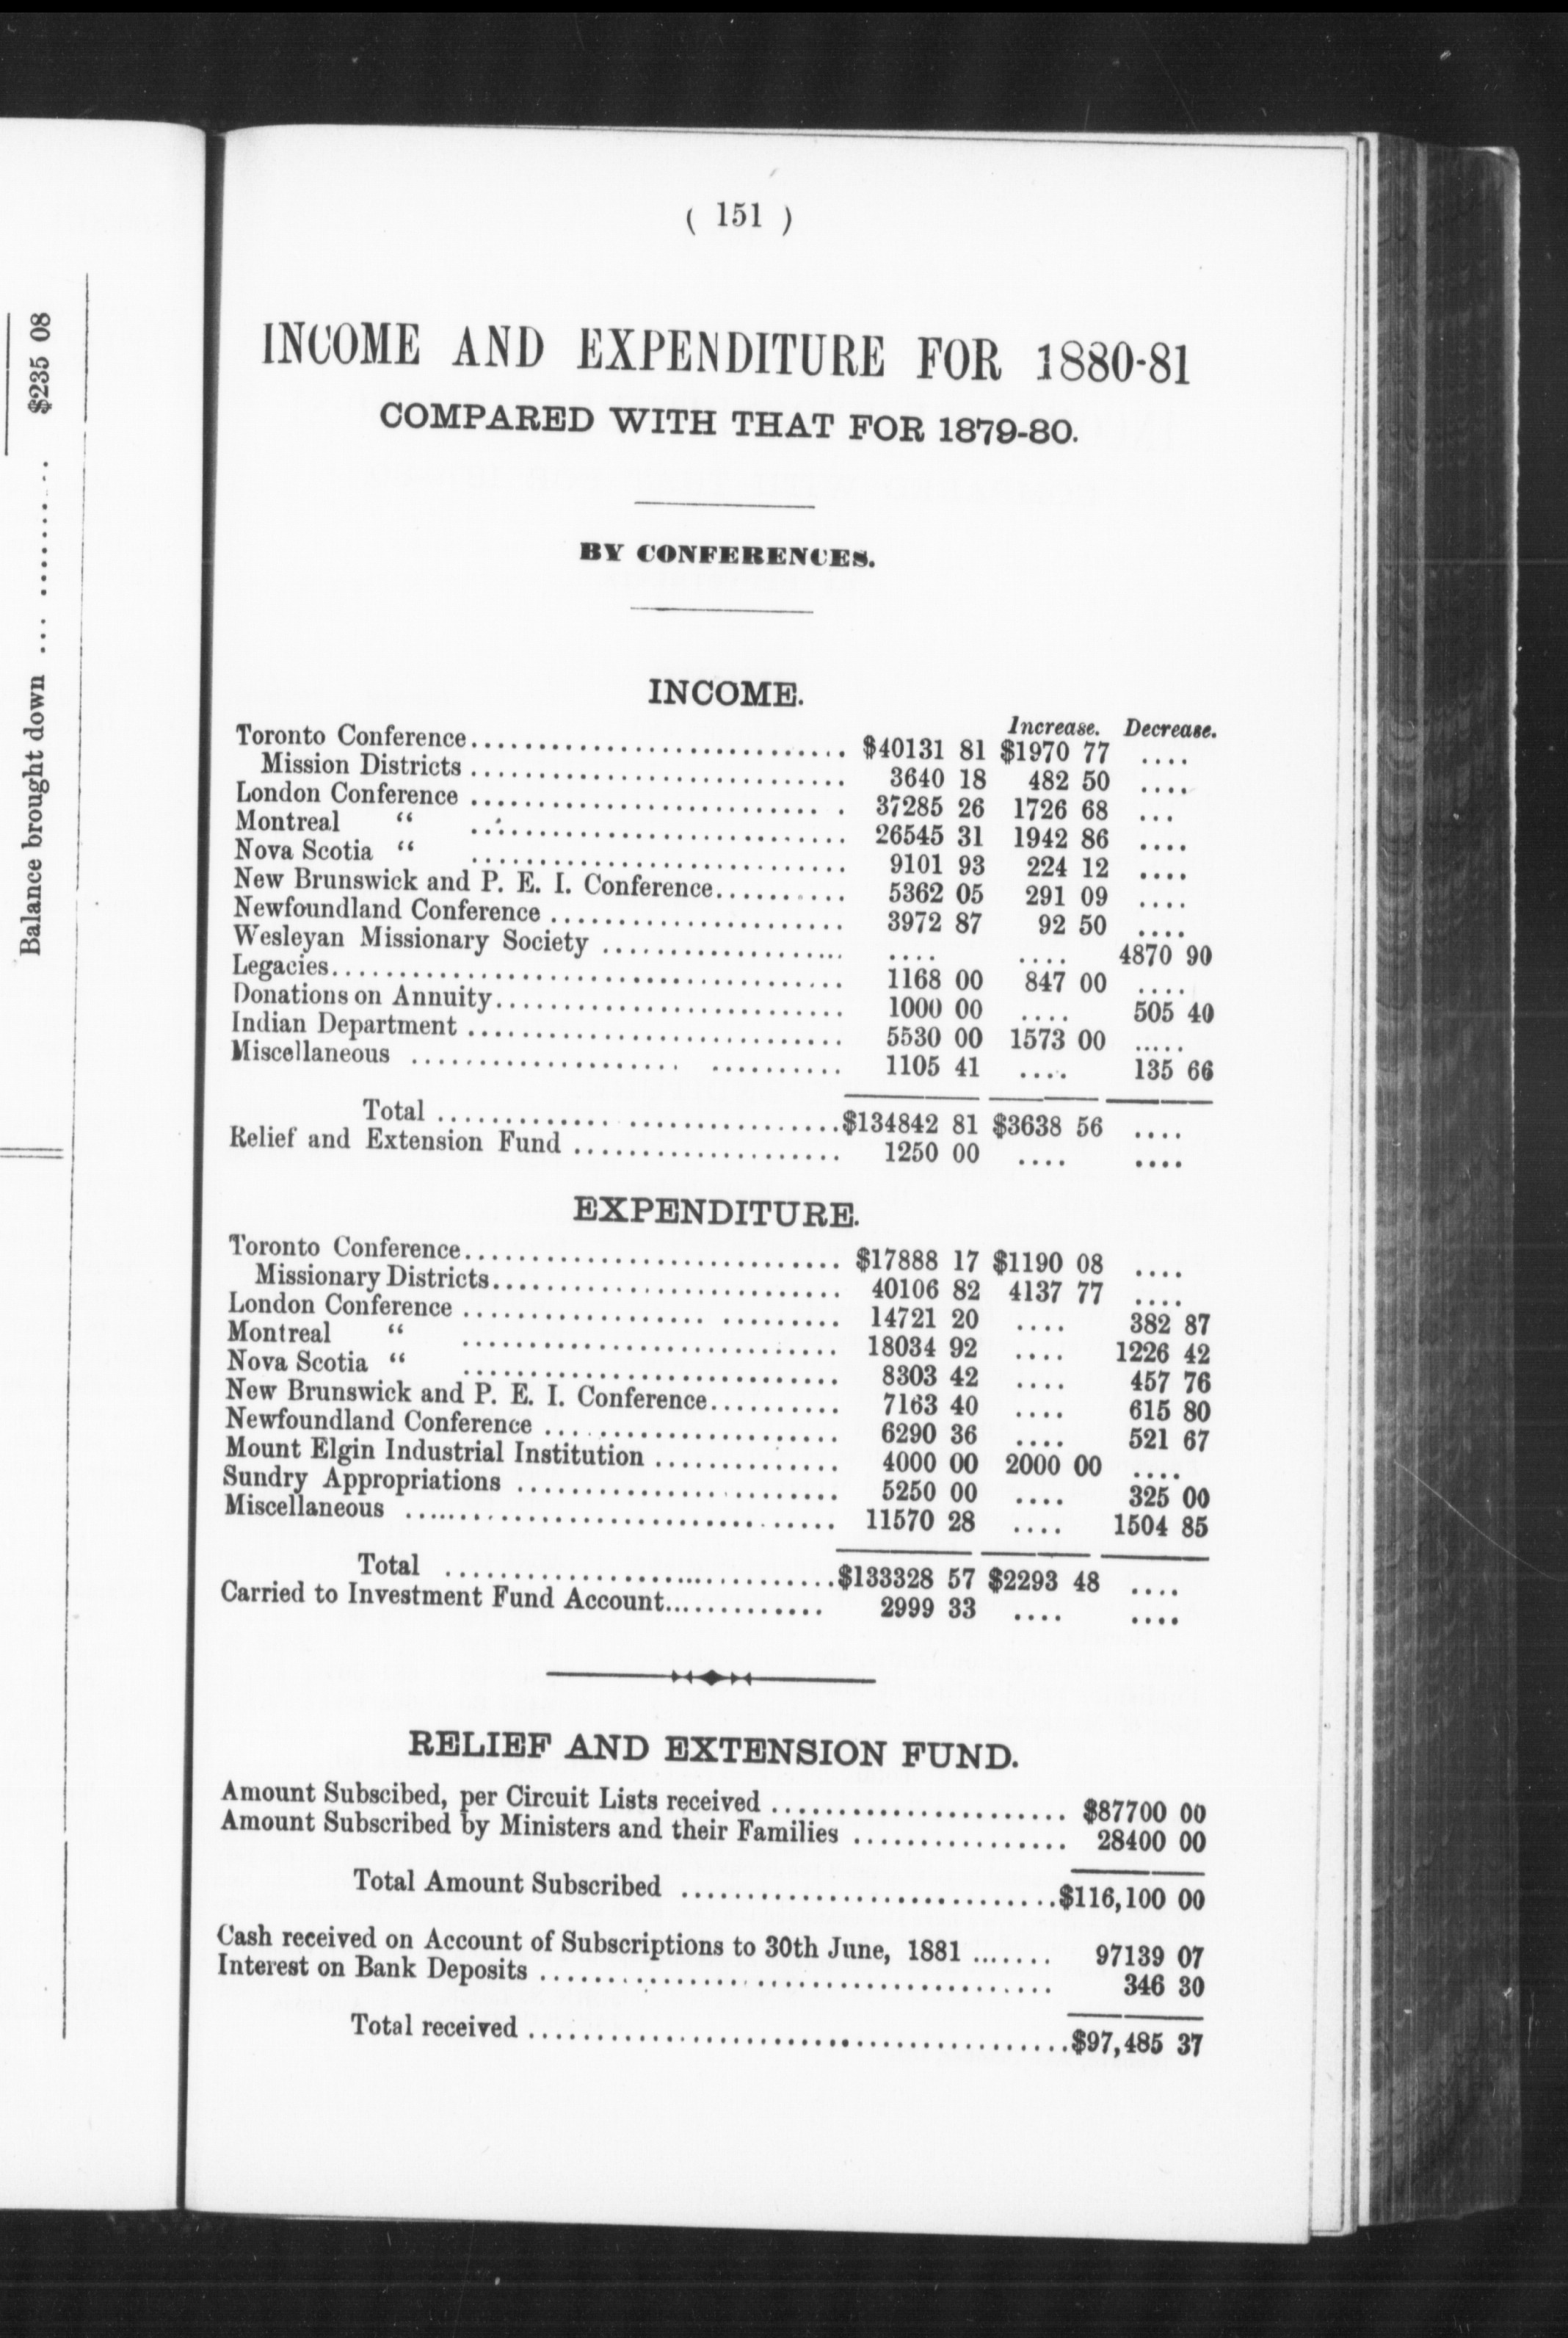 Balance brought down ... ......... $235 08
( 151 )
INCOME AND EXPENDITURE FOR 1880-81
COMPARED WITH THAT FOR 1879-80.
BY CONFERENCES.
INCOME.
Increase. Decrease.
Toronto Conference............................ $40131 81 $1970 77 ....
Mission Districts ............................ 3640 18 482 50 ....
London Conference .......................... . 37285 26 1726 68 ...
Montreal “ ............................ 26545 31 1942 86 ....
Nova Scotia “ ............................ 9101 93 224 12 ....
New Brunswick and P. E. I. Conference.......... 5362 05 291 09 ....
Newfoundland Conference ...................... 3972 87 92 50 ....
Wesleyan Missionary Society .................. .... .... 4870 90
Legacies...................................... 1168 00 847 00 ....
Donations on Annuity.......................... 1000 00 .... 505 40
Indian Department ............................ 5530 00 1573 00 .....
Miscellaneous .................... .......... 1105 41 .... 135 66
Total .............. ................$134842 81 $3638 56 ....
Relief and Extension Fund .................... 1250 00 .... ....
EXPENDITURE.
Toronto Conference............................ $17888 17 $1190 08 ....
Missionary Districts.......................... 40106 82 4137 77 ....
London Conference .................. ......... 14721 20 .... 382 87
Montreal “ ............................ 18034 92 .... 1226 42
Nova Scotia “ ............................ 8303 42 .... 457 76
New Brunswick and P. E. I. Conference.......... 7163 40 .... 615 80
Newfoundland Conference ...................... 6290 36 .... 521 67
Mount Elgin Industrial Institution .............. 4000 00 2000 00 ....
Sundry Appropriations ........................ 5250 00 .... 325 00
Miscellaneous ................................ 11570 28 .... 1504 85
Total ..............................$133328 57 $2293 48 ....
Carried to Investment Fund Account............. 2999 33 .... ....
RELIEF AND EXTENSION FUND.
Amount Subscibed, per Circuit Lists received ...................... $87700 00
Amount Subscribed by Ministers and their Families ................ 28400 00
Total Amount Subscribed ............................$116,100 00
Cash received on Account of Subscriptions to 30th June, 1881 ....... 97139 07
Interest on Bank Deposits ...................................... 346 30
Total received ........................................$97,485 37